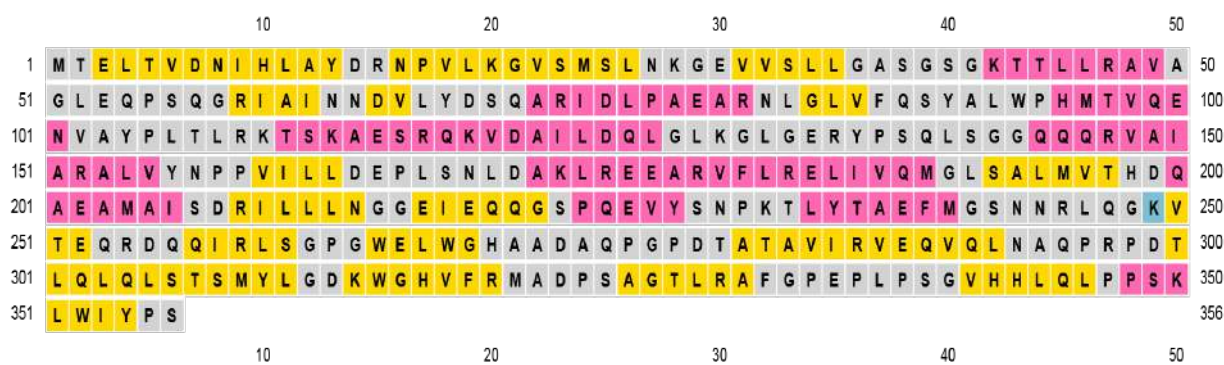 10 20 30 40 50
1 M T E L T V D N I H L A Y D R N P V L K G V S M S L N K G E V V S L L G A S G S G K T T L L R A V A 50
51 G L E Q P S Q G R I A I N N D V L Y D S Q A R I D L P A E A R N L G L V F Q S Y A L W P H M T V Q E 100
101 N V A Y P L T L R K T S K A E S R Q K V D A I L D Q L G L K G L G E R Y P S Q L S G G Q Q Q R V A I 150
151 A R A L V Y N P P V I L L D E P L S N L D A K L R E E A R V F L R E L I V Q M G L S A L M V T H D Q 200
201 A E A M A I S D R I L L L N G G E I E Q Q G S P Q E V Y S N P K T L Y T A E F M G S N N R L Q G K V 250
251 T E Q R D Q Q I R L S G P G W E L W G H A A D A Q P G P D T A T A V I R V E Q V Q L N A Q P R P D T 300
301 L Q L Q L S T S M Y L G D K W G H V F R M A D P S A G T L R A F G P E P L P S G V H H L Q L P P S K 350
351 L W I Y P S 356
10 20 30 40 50